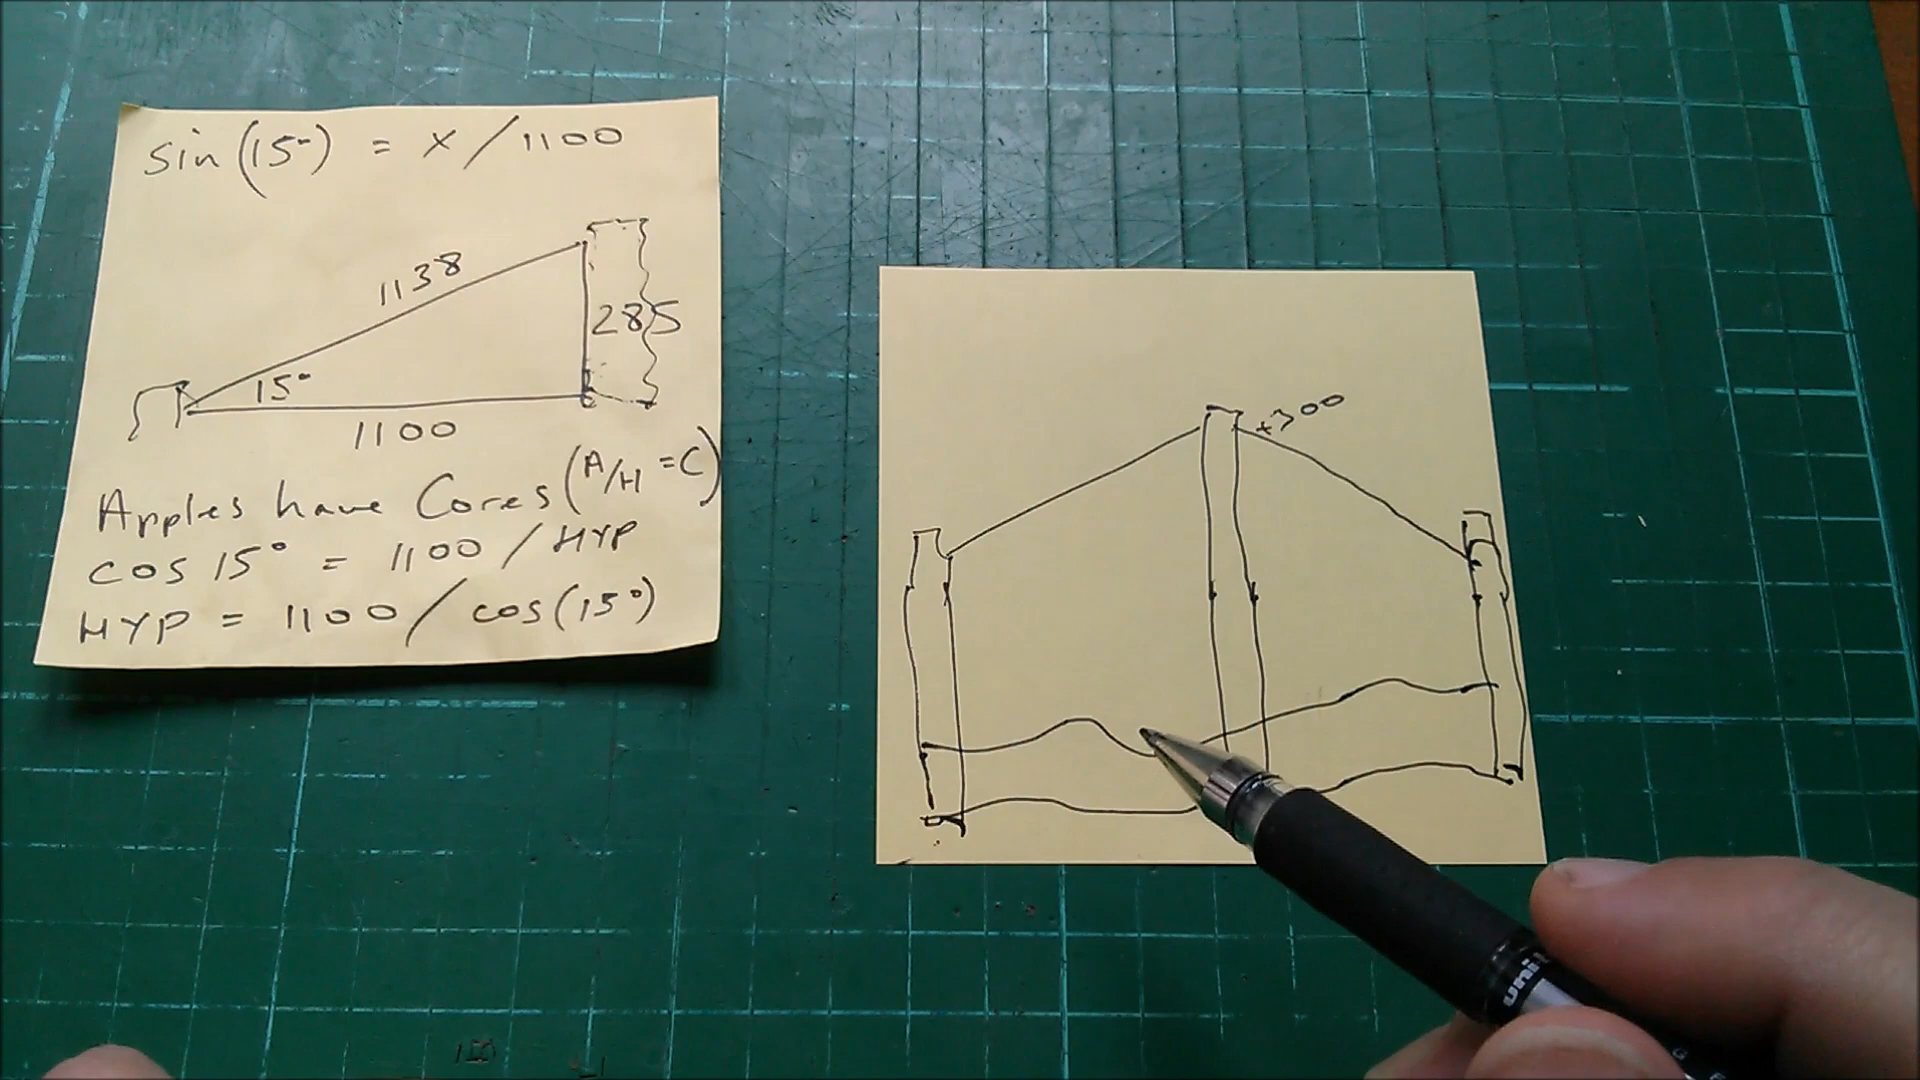 sin(15°) = x / 1100
1138
285
15°
1100
Apples have Cores (A/H = C)
cos 15° = 1100 / HYP
HYP = 1100 / cos(15°)
+300
uni